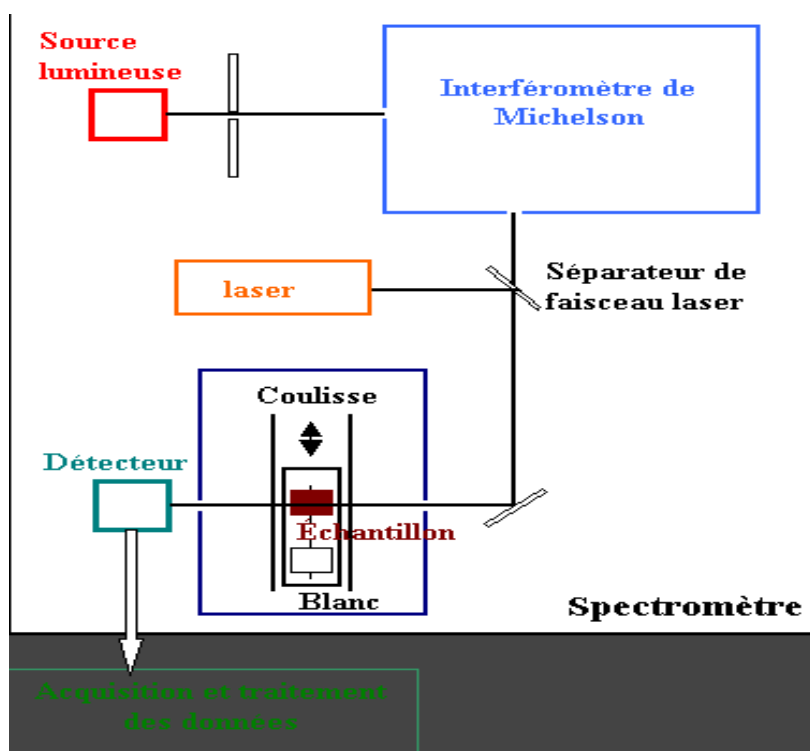 Source
lumineuse
Interféromètre de
Michelson
laser
Séparateur de
faisceau laser
Coulisse
Détecteur
Échantillon
Blanc
Spectromètre
Acquisition et traitement
des données